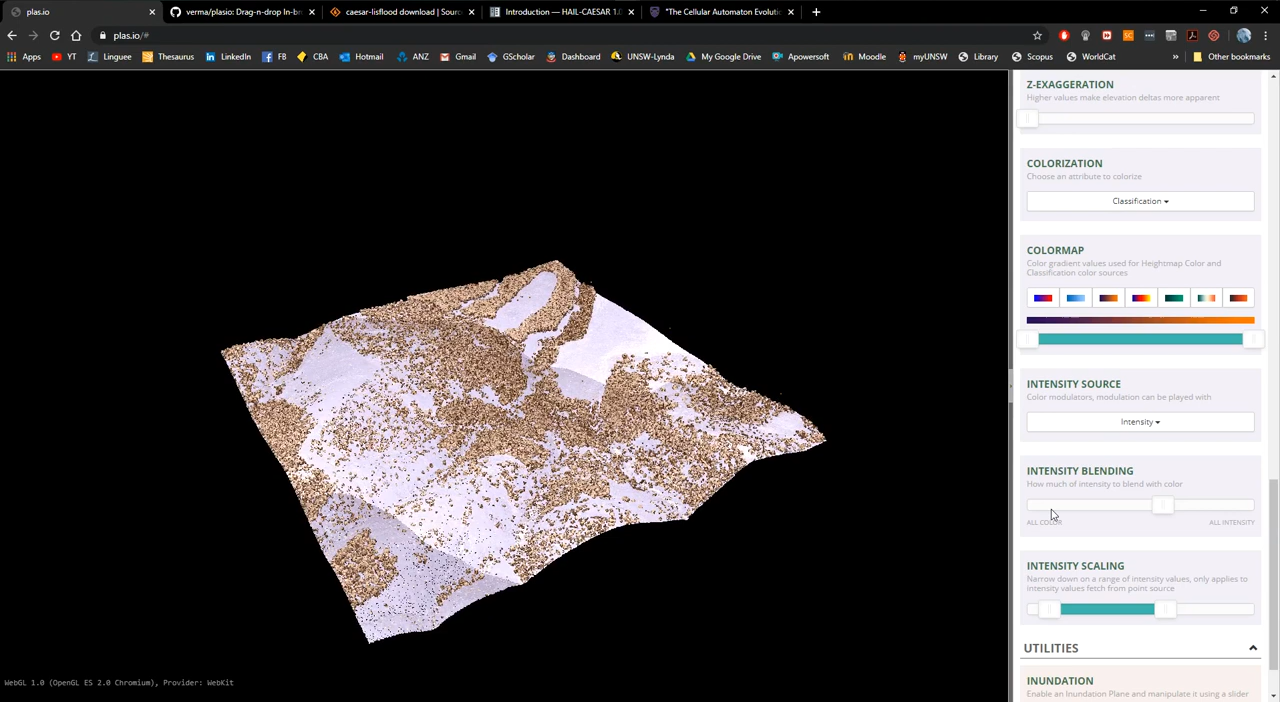 plas.io
verma/plasio: Drag-n-drop In-bro
caesar-lisflood download | Sourc
Introduction — HAIL-CAESAR 1.0
"The Cellular Automaton Evolutio
plas.io/#
Apps
YT
Linguee
Thesaurus
LinkedIn
FB
CBA
Hotmail
ANZ
Gmail
GScholar
Dashboard
UNSW-Lynda
My Google Drive
Apowersoft
Moodle
myUNSW
Library
Scopus
WorldCat
»
Other bookmarks
Z-EXAGGERATION
Higher values make elevation deltas more apparent
COLORIZATION
Choose an attribute to colorize
Classification
COLORMAP
Color gradient values used for Heightmap Color and
Classification color sources
INTENSITY SOURCE
Color modulators, modulation can be played with
Intensity
INTENSITY BLENDING
How much of intensity to blend with color
ALL COLOR
ALL INTENSITY
INTENSITY SCALING
Narrow down on a range of intensity values, only applies to
intensity values fetch from point source
UTILITIES
INUNDATION
Enable an Inundation Plane and manipulate it using a slider
WebGL 1.0 (OpenGL ES 2.0 Chromium), Provider: WebKit